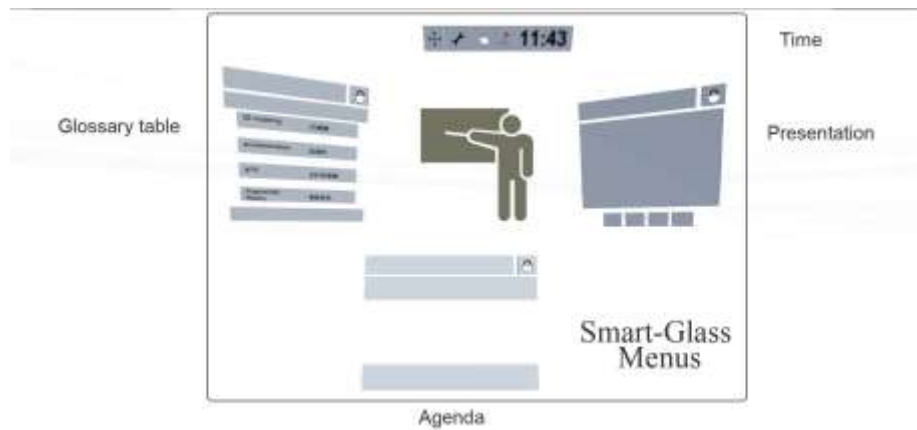 11:43
Time
Glossary table
Presentation
Smart-Glass
Menus
Agenda